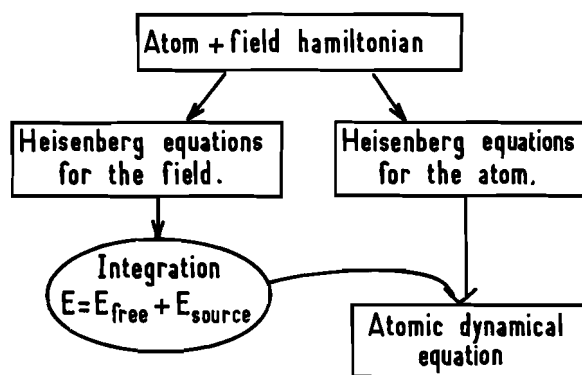 Atom + field hamiltonian
Heisenberg equations
for the field.
Heisenberg equations
for the atom.
Integration
E = E_free + E_source
Atomic dynamical
equation